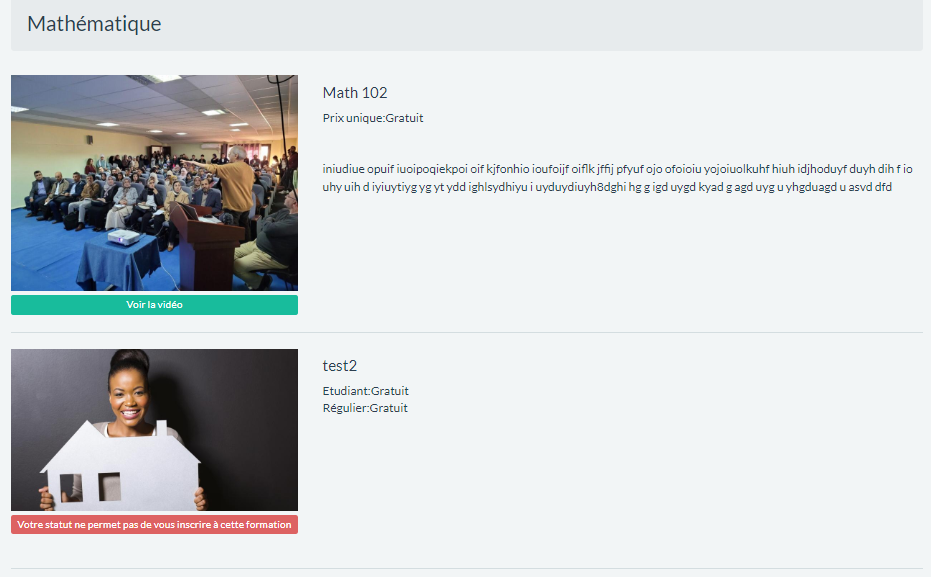 Mathématique
Math 102
Prix unique:Gratuit
iniudiue opuif iuoipoqiekpoi oif kjfonhio ioufoijf oiflk jffij pfyuf ojo ofoioiu yojoiuolkuhf hiuh idjhoduyf duyh dih f io
uhy uih d iyiuytiyg yg yt ydd ighlsydhiyu i uyduydiuyh8dghi hg g igd uygd kyad g agd uyg u yhgduagd u asvd dfd
Voir la vidéo
test2
Etudiant:Gratuit
Régulier:Gratuit
Votre statut ne permet pas de vous inscrire à cette formation